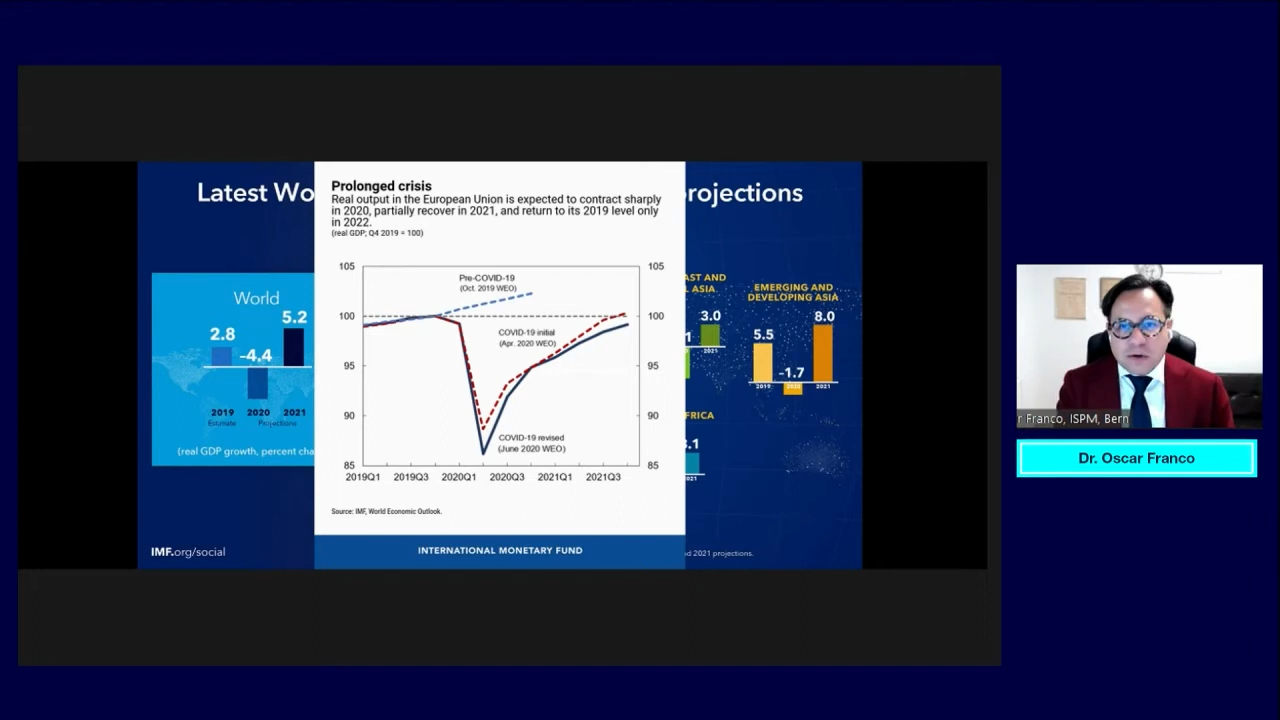 Latest Wo
rojections
Prolonged crisis
Real output in the European Union is expected to contract sharply
in 2020, partially recover in 2021, and return to its 2019 level only
in 2022.
(real GDP; Q4 2019 = 100)
105
100
95
90
85
105
100
95
90
85
Pre-COVID-19
(Oct. 2019 WEO)
COVID-19 initial
(Apr. 2020 WEO)
COVID-19 revised
(June 2020 WEO)
2019Q1 2019Q3 2020Q1 2020Q3 2021Q1 2021Q3
Source: IMF, World Economic Outlook.
INTERNATIONAL MONETARY FUND
World
2.8 -4.4 5.2
2019 2020 2021
Estimate Projections
(real GDP growth, percent cha
IMF.org/social
AST AND
L ASIA
1 3.0
2021
EMERGING AND
DEVELOPING ASIA
5.5 -1.7 8.0
2019 2020 2021
FRICA
.1
021
d 2021 projections.
r Franco, ISPM, Bern
Dr. Oscar Franco